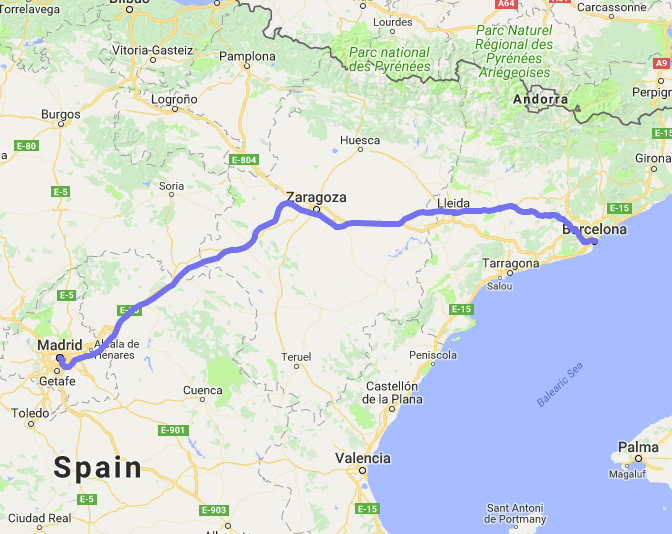 Torrelavega
Bilbao
Lourdes
A64
Carcassonne
Vitoria-Gasteiz
Pamplona
Parc national
des Pyrénées
Parc Naturel
Régional des
Pyrénées
Ariégeoises
A9
Perpign
Andorra
Logroño
Burgos
E-80
E-804
Huesca
E-15
Girona
E-5
Soria
Zaragoza
Lleida
E-15
Barcelona
Tarragona
Salou
E-5
E-15
Madrid
Alcalá de
Henares
Getafe
Teruel
Peniscola
Cuenca
Castellón
de la Plana
Balearic Sea
Toledo
E-901
Spain
Valencia
Palma
Magaluf
E-5
E-903
E-15
Sant Antoni
de Portmany
Ciudad Real